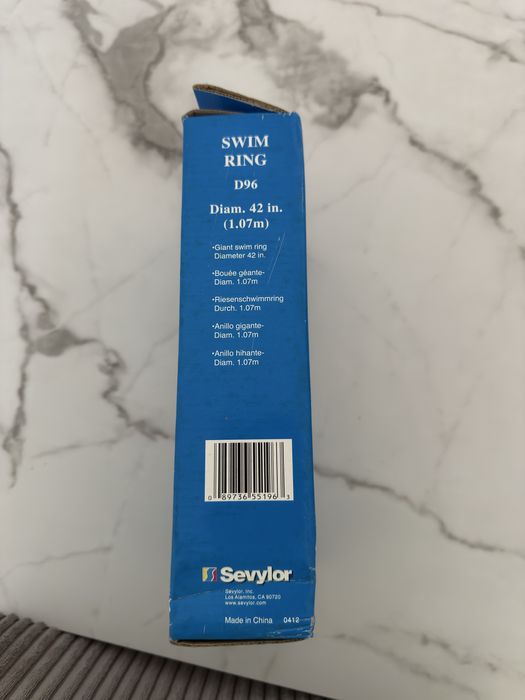 SWIM
RING
D96
Diam. 42 in.
(1.07m)
•Giant swim ring
Diameter 42 in.
•Bouée géante-
Diam. 1.07m
•Riesenschwimmring
Durch. 1.07m
•Anillo gigante-
Diam. 1.07m
•Anillo hihante-
Diam. 1.07m
0 89736 55196 3
Sevylor
Sevylor, Inc.
Los Alamitos, CA 90720
www.sevylor.com
Made in China 0412